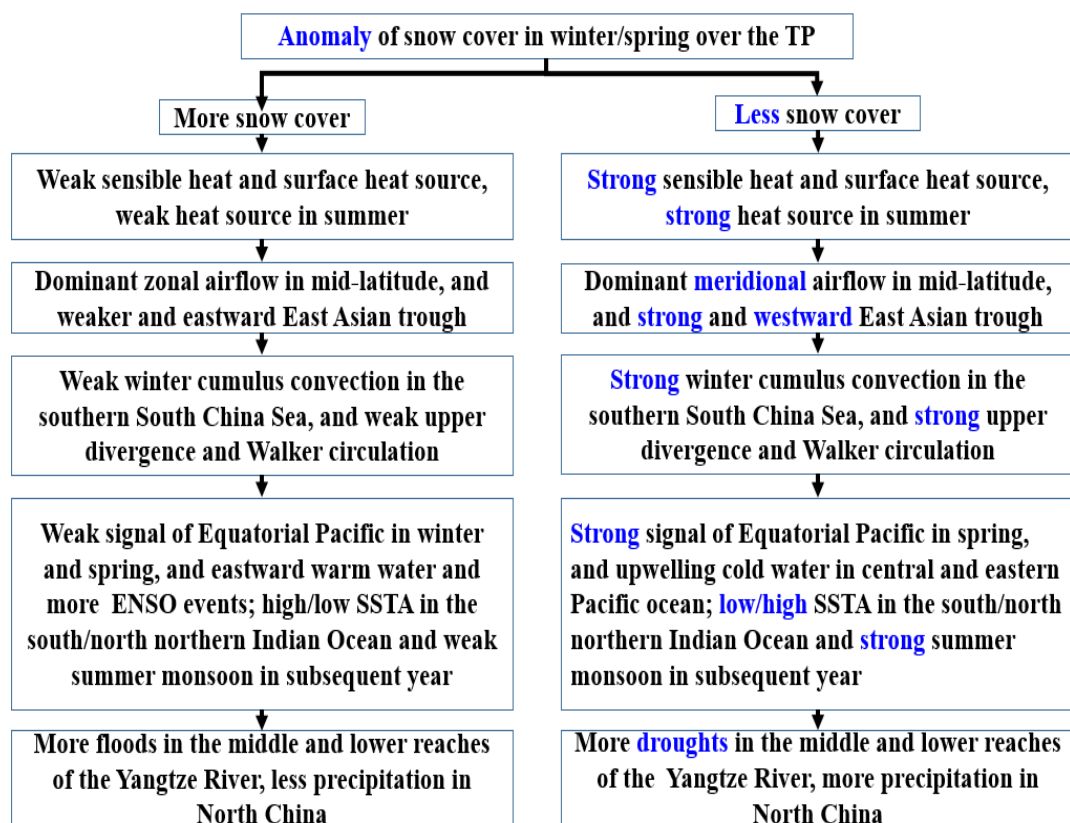 Anomaly of snow cover in winter/spring over the TP
More snow cover
Weak sensible heat and surface heat source,
weak heat source in summer
Dominant zonal airflow in mid-latitude, and
weaker and eastward East Asian trough
Weak winter cumulus convection in the
southern South China Sea, and weak upper
divergence and Walker circulation
Weak signal of Equatorial Pacific in winter
and spring, and eastward warm water and
more ENSO events; high/low SSTA in the
south/north northern Indian Ocean and weak
summer monsoon in subsequent year
More floods in the middle and lower reaches
of the Yangtze River, less precipitation in
North China
Less snow cover
Strong sensible heat and surface heat source,
strong heat source in summer
Dominant meridional airflow in mid-latitude,
and strong and westward East Asian trough
Strong winter cumulus convection in the
southern South China Sea, and strong upper
divergence and Walker circulation
Strong signal of Equatorial Pacific in spring,
and upwelling cold water in central and eastern
Pacific ocean; low/high SSTA in the south/north
northern Indian Ocean and strong summer
monsoon in subsequent year
More droughts in the middle and lower reaches
of the Yangtze River, more precipitation in
North China